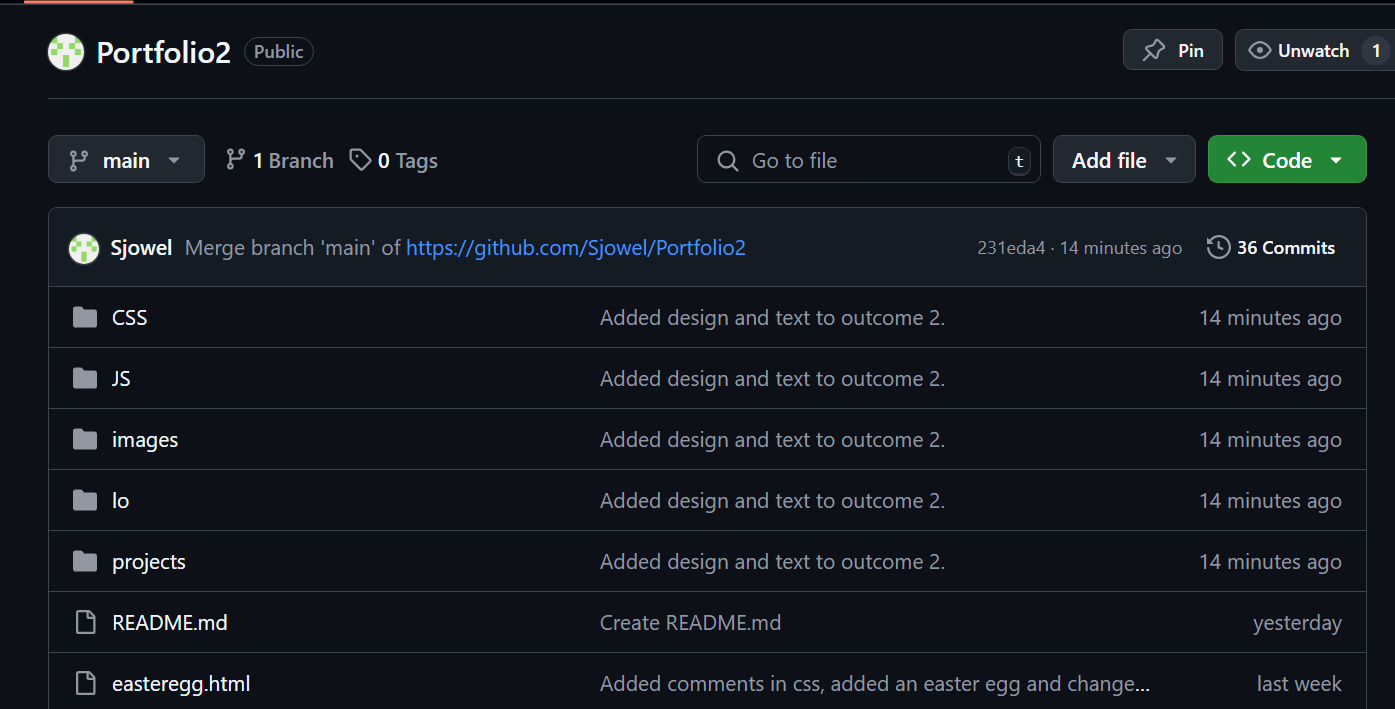 Portfolio2 Public Pin Unwatch 1
main 1 Branch 0 Tags Go to file t Add file Code
Sjowel Merge branch 'main' of https://github.com/Sjowel/Portfolio2 231eda4 · 14 minutes ago 36 Commits
CSS Added design and text to outcome 2. 14 minutes ago
JS Added design and text to outcome 2. 14 minutes ago
images Added design and text to outcome 2. 14 minutes ago
lo Added design and text to outcome 2. 14 minutes ago
projects Added design and text to outcome 2. 14 minutes ago
README.md Create README.md yesterday
easteregg.html Added comments in css, added an easter egg and change... last week